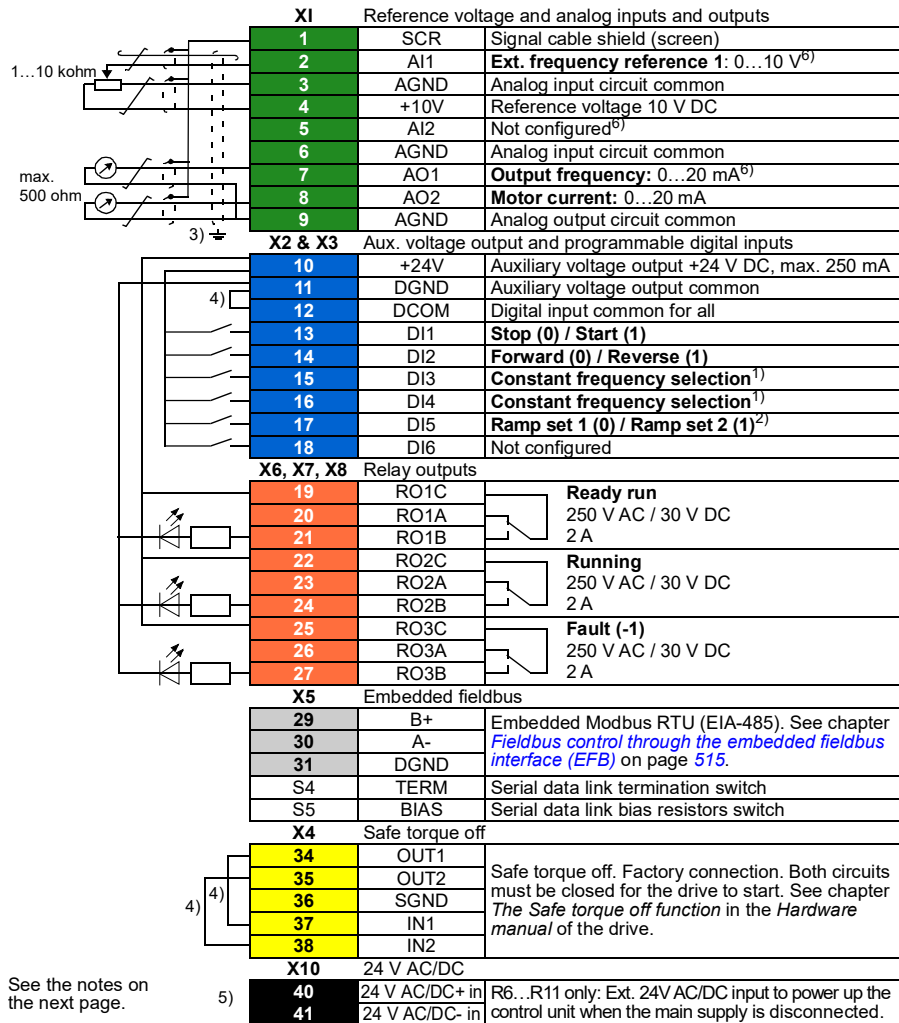 XI Reference voltage and analog inputs and outputs
1 SCR Signal cable shield (screen)
2 AI1 Ext. frequency reference 1: 0…10 V6)
1…10 kohm
3 AGND Analog input circuit common
4 +10V Reference voltage 10 V DC
5 AI2 Not configured6)
6 AGND Analog input circuit common
7 AO1 Output frequency: 0…20 mA6)
max.
500 ohm
8 AO2 Motor current: 0…20 mA
9 AGND Analog output circuit common
3)
X2 & X3 Aux. voltage output and programmable digital inputs
10 +24V Auxiliary voltage output +24 V DC, max. 250 mA
11 DGND Auxiliary voltage output common
4)
12 DCOM Digital input common for all
13 DI1 Stop (0) / Start (1)
14 DI2 Forward (0) / Reverse (1)
15 DI3 Constant frequency selection1)
16 DI4 Constant frequency selection1)
17 DI5 Ramp set 1 (0) / Ramp set 2 (1)2)
18 DI6 Not configured
X6, X7, X8 Relay outputs
19 RO1C Ready run
20 RO1A 250 V AC / 30 V DC
21 RO1B 2 A
22 RO2C Running
23 RO2A 250 V AC / 30 V DC
24 RO2B 2 A
25 RO3C Fault (-1)
26 RO3A 250 V AC / 30 V DC
27 RO3B 2 A
X5 Embedded fieldbus
29 B+ Embedded Modbus RTU (EIA-485). See chapter
30 A- Fieldbus control through the embedded fieldbus
31 DGND interface (EFB) on page 515.
S4 TERM Serial data link termination switch
S5 BIAS Serial data link bias resistors switch
X4 Safe torque off
34 OUT1
35 OUT2
36 SGND
37 IN1
38 IN2
Safe torque off. Factory connection. Both circuits
must be closed for the drive to start. See chapter
The Safe torque off function in the Hardware
manual of the drive.
4) 4)
X10 24 V AC/DC
See the notes on
the next page.
5)
40 24 V AC/DC+ in R6…R11 only: Ext. 24V AC/DC input to power up the
41 24 V AC/DC- in control unit when the main supply is disconnected.